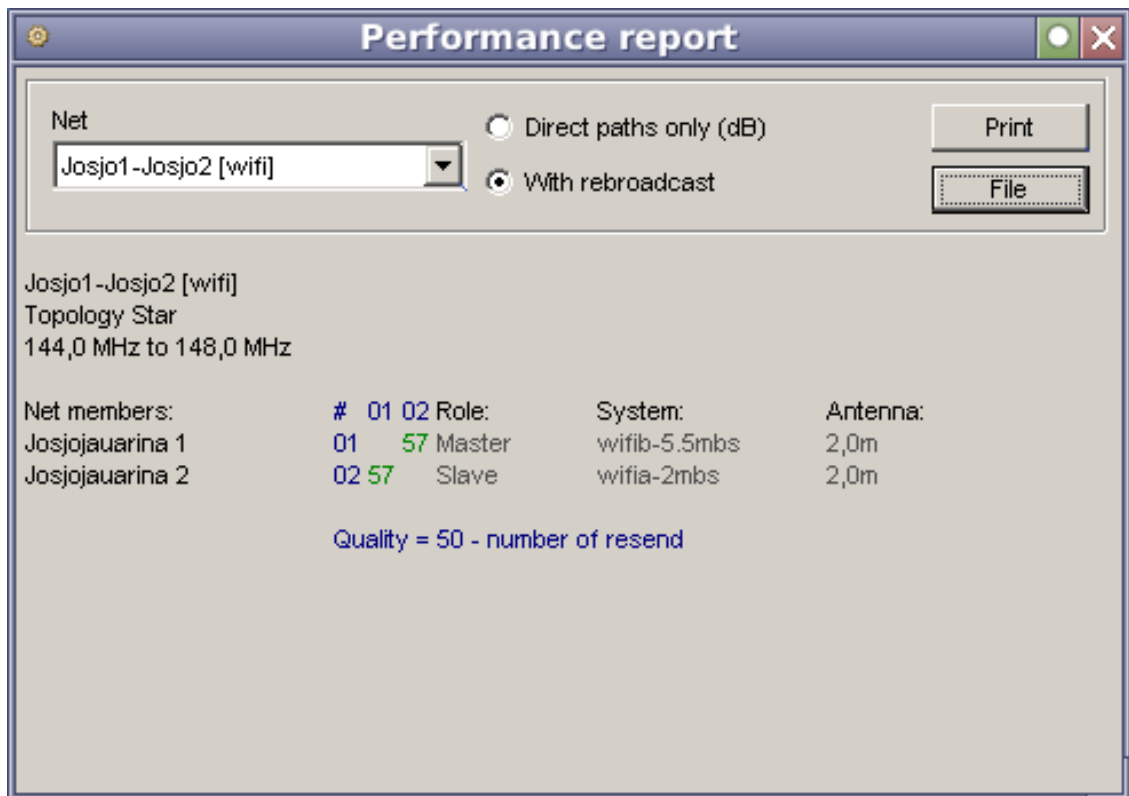 Performance report
Net
Josjo1-Josjo2 [wifi]
Direct paths only (dB)
With rebroadcast
Print
File
Josjo1-Josjo2 [wifi]
Topology Star
144,0 MHz to 148,0 MHz
Net members: # 01 02 Role: System: Antenna:
Josjojauarina 1 01 57 Master wifib-5.5mbs 2,0m
Josjojauarina 2 02 57 Slave wifia-2mbs 2,0m
Quality = 50 - number of resend